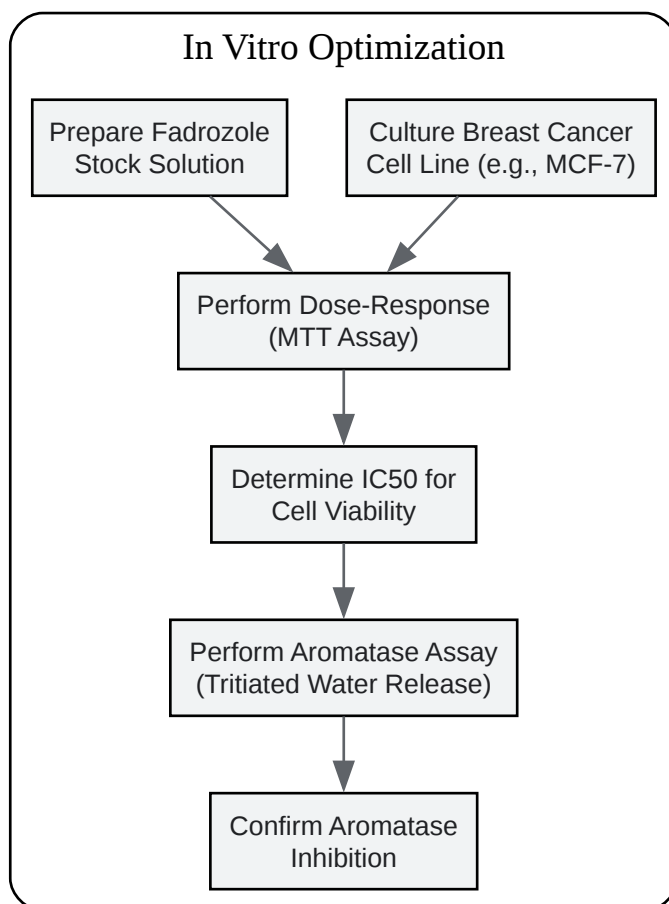 In Vitro Optimization
Prepare Fadrozole
Stock Solution
Culture Breast Cancer
Cell Line (e.g., MCF-7)
Perform Dose-Response
(MTT Assay)
Determine IC50 for
Cell Viability
Perform Aromatase Assay
(Tritiated Water Release)
Confirm Aromatase
Inhibition